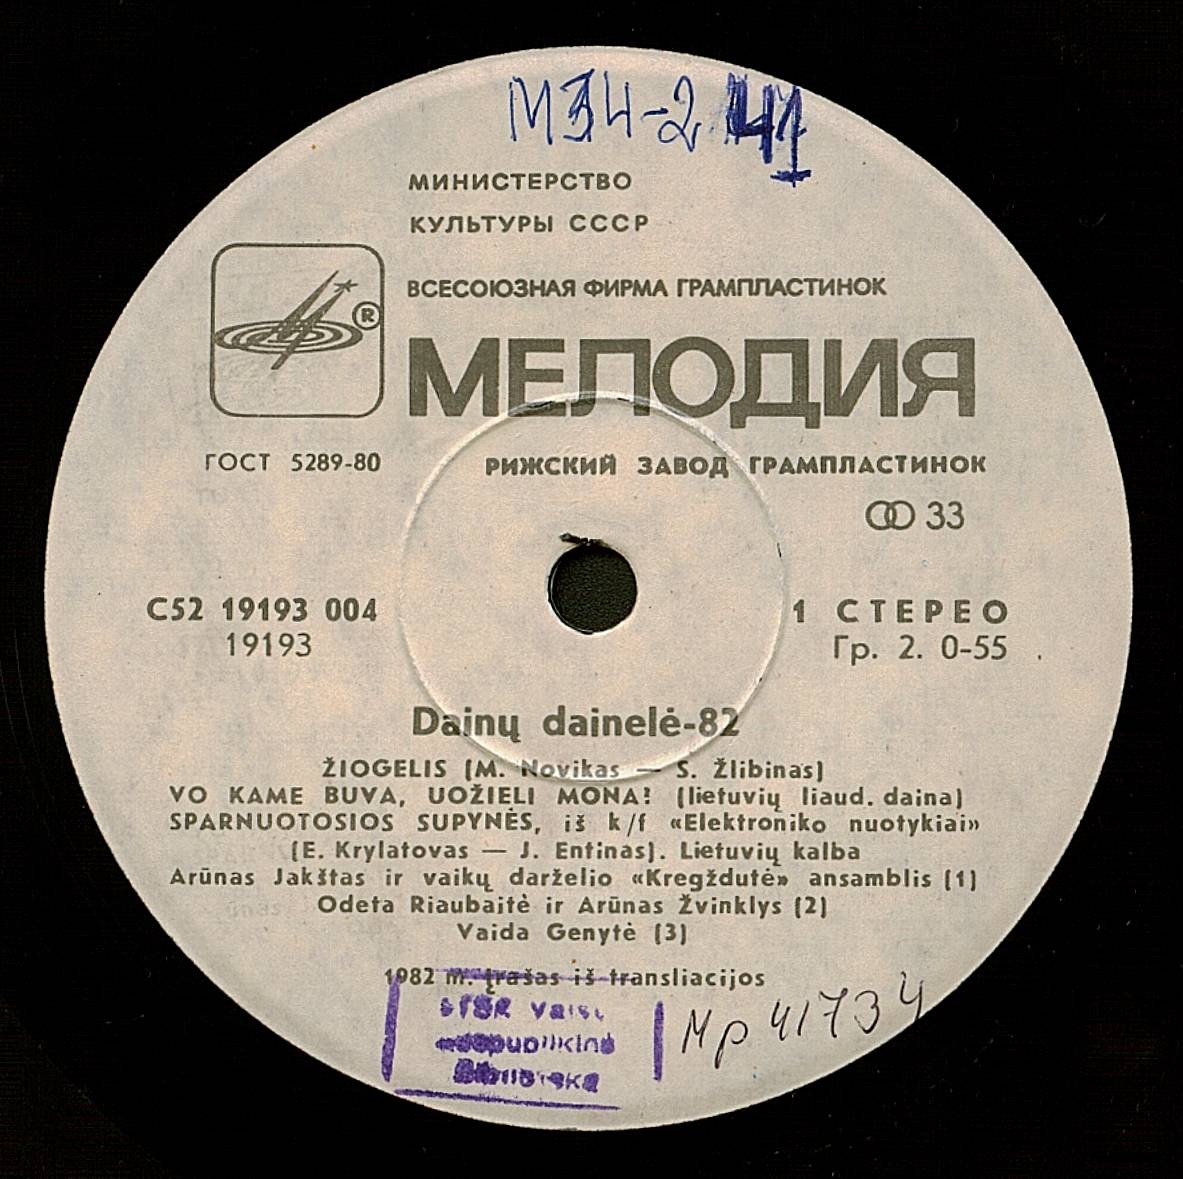 МЗЧ-2 41
МИНИСТЕРСТВО
КУЛЬТУРЫ СССР
ВСЕСОЮЗНАЯ ФИРМА ГРАМПЛАСТИНОК
®
МЕЛОДИЯ
ГОСТ 5289-80
РИЖСКИЙ ЗАВОД ГРАМПЛАСТИНОК
33
С52 19193 004
1 СТЕРЕО
19193
Гр. 2. 0-55
Dainų dainelė-82
ŽIOGELIS (M. Novikas — S. Žlibinas)
VO KAME BUVA, UOŽIELI MONA? (lietuvių liaud. daina)
SPARNUOTOSIOS SUPYNĖS, iš k/f «Elektroniko nuotykiai»
(E. Krylatovas — J. Entinas). Lietuvių kalba
Arūnas Jakštas ir vaikų darželio «Kregždutė» ansamblis (1)
Odeta Riaubaitė ir Arūnas Žvinklys (2)
Vaida Genytė (3)
1982 m. įrašas iš transliacijos
Mp 41734